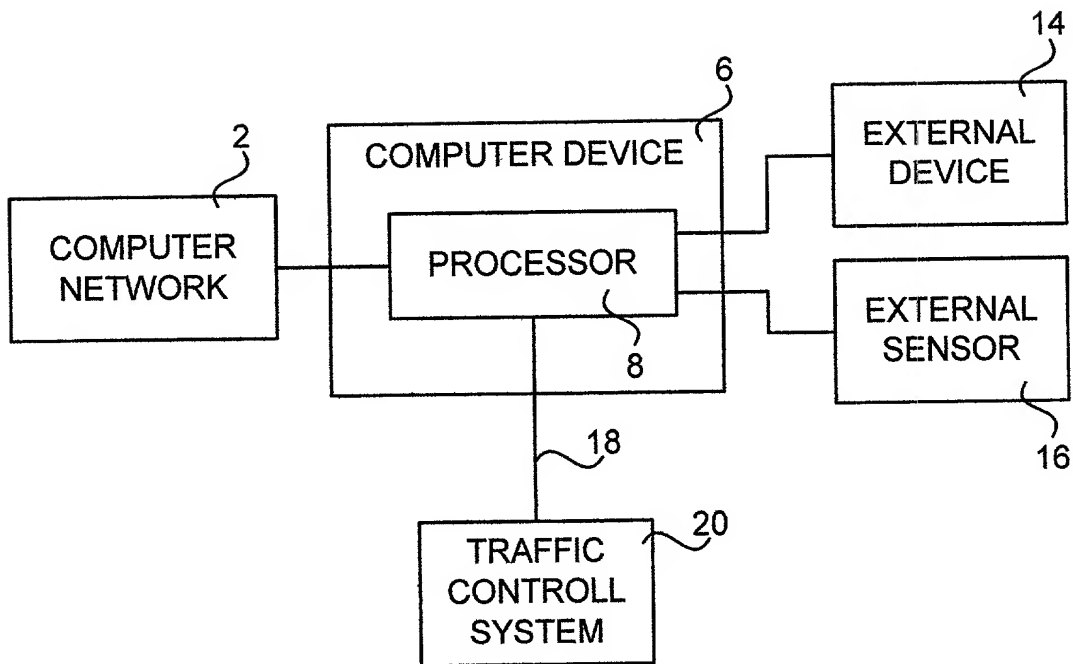 14
6
2
COMPUTER DEVICE
EXTERNAL
DEVICE
COMPUTER
NETWORK
PROCESSOR
8
EXTERNAL
SENSOR
16
18
20
TRAFFIC
CONTROLL
SYSTEM